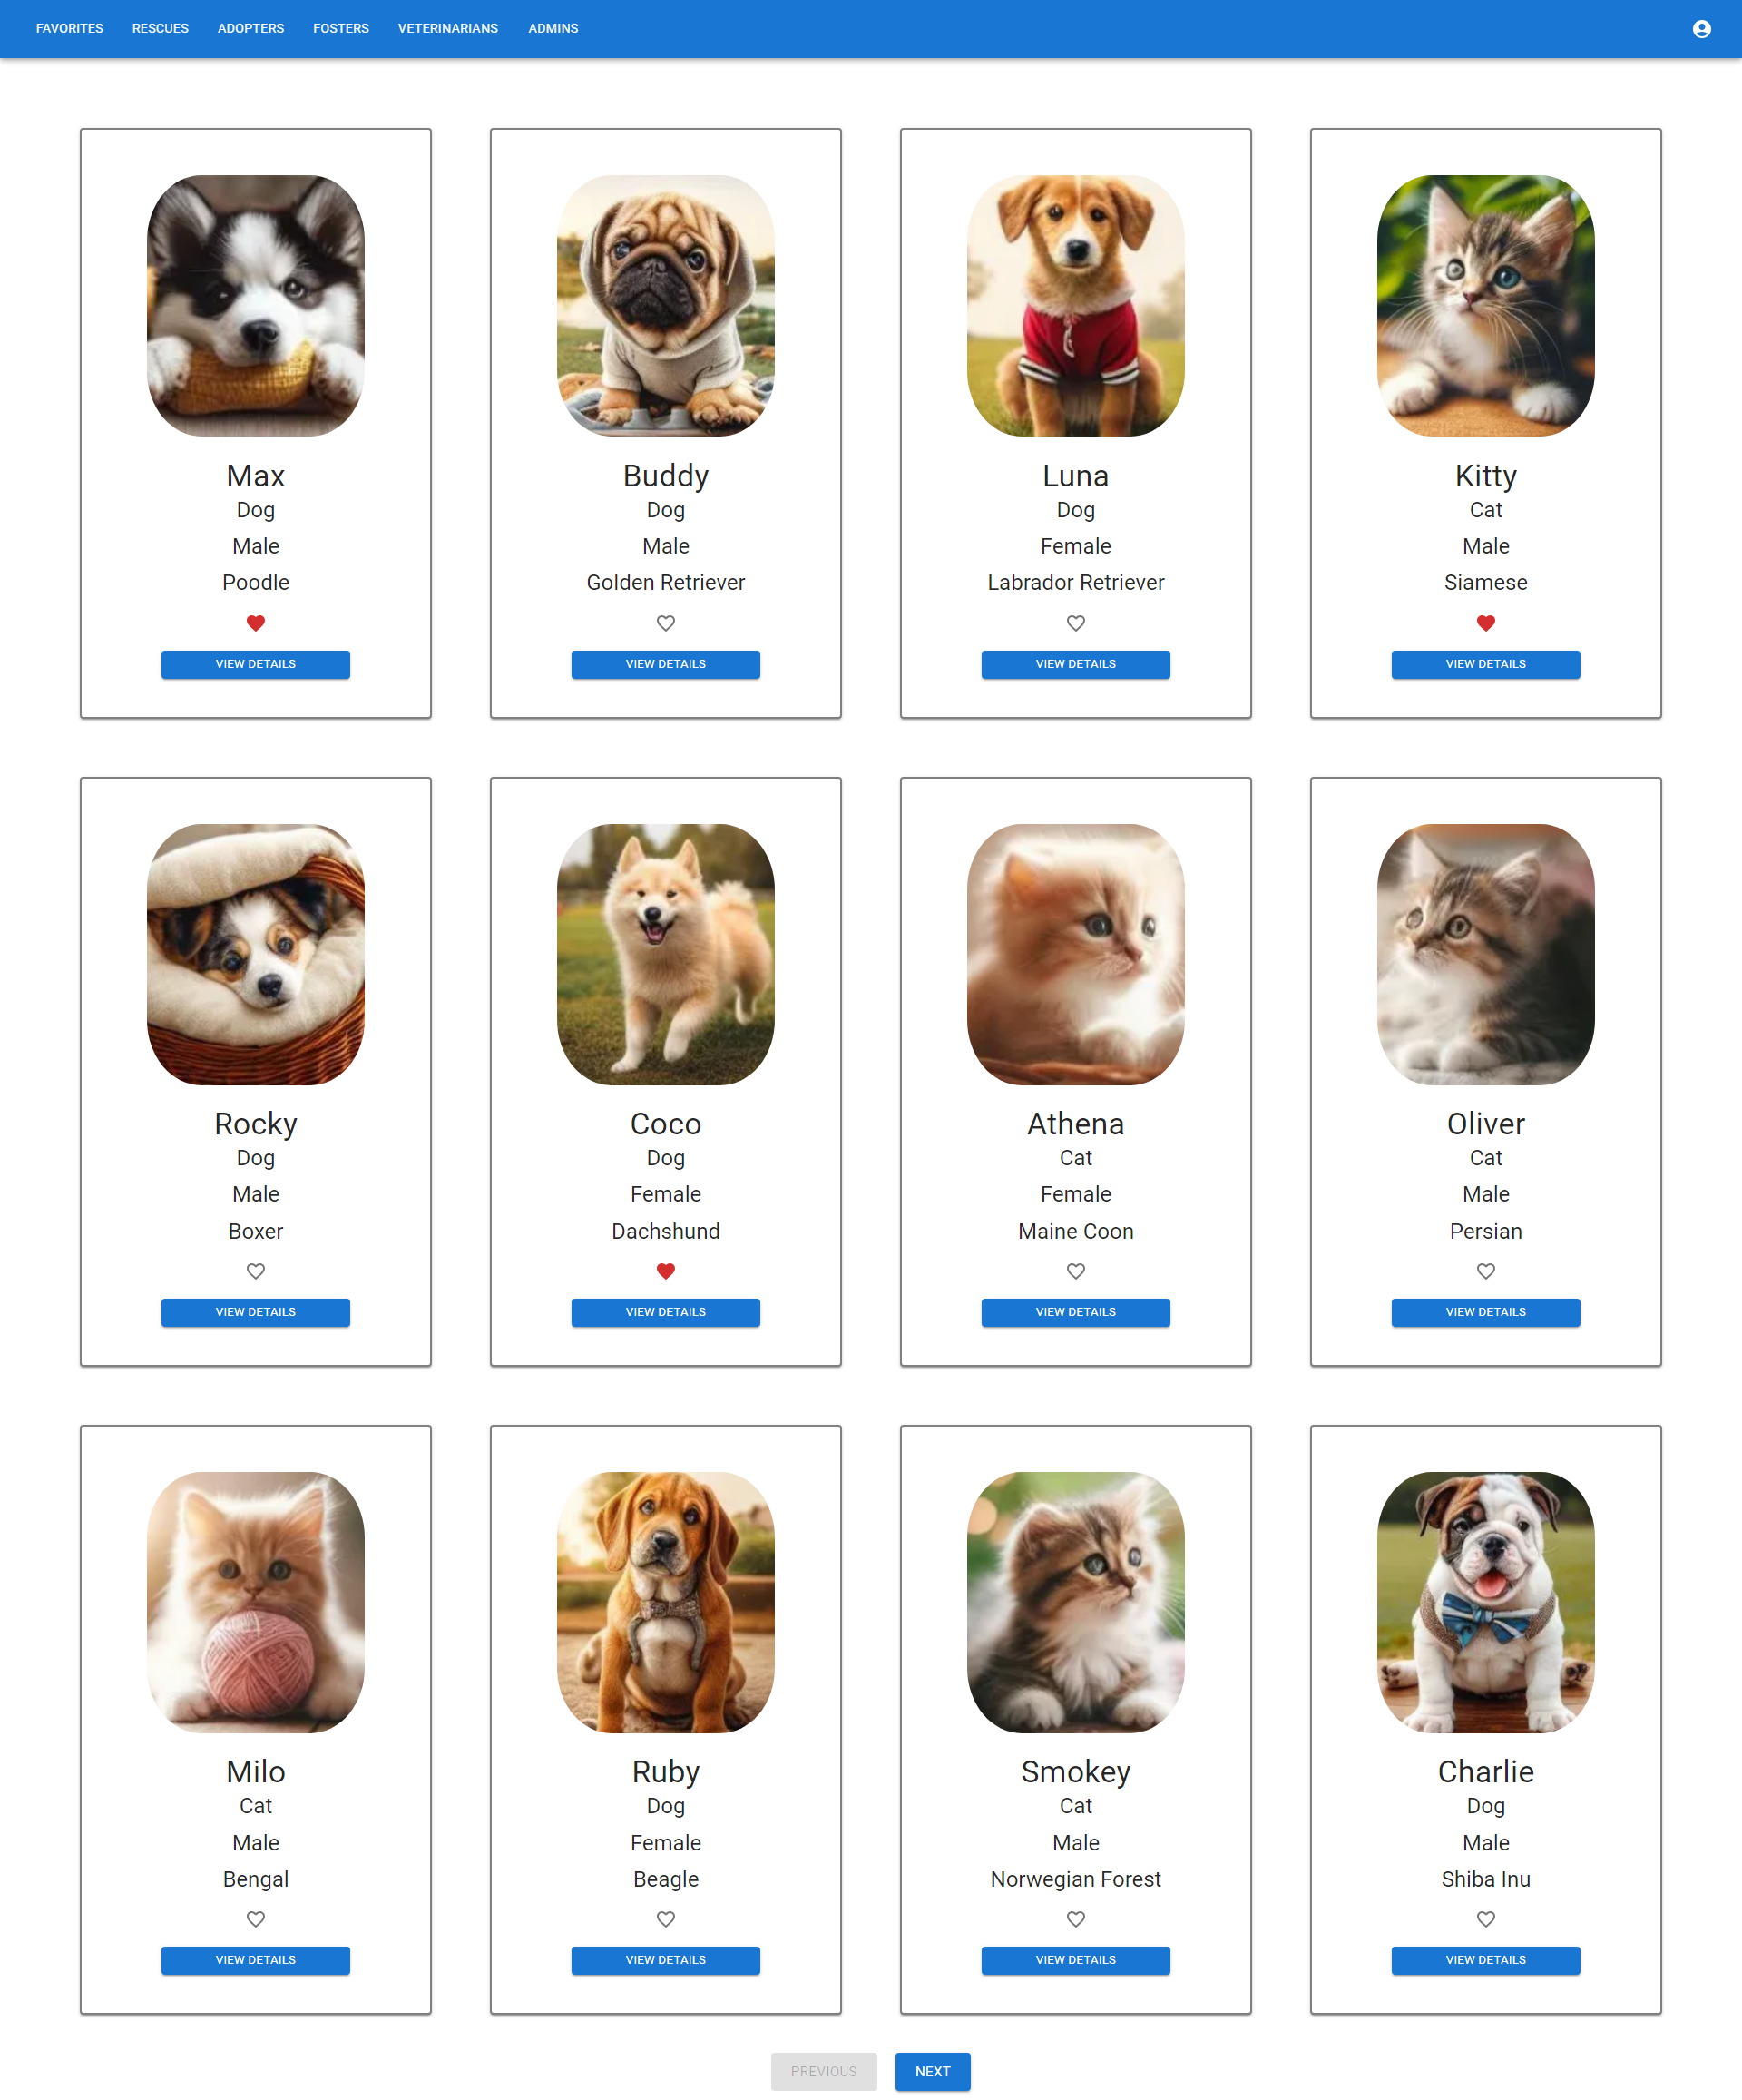 FAVORITES RESCUES ADOPTERS FOSTERS VETERINARIANS ADMINS
Max
Dog
Male
Poodle
VIEW DETAILS
Buddy
Dog
Male
Golden Retriever
VIEW DETAILS
Luna
Dog
Female
Labrador Retriever
VIEW DETAILS
Kitty
Cat
Male
Siamese
VIEW DETAILS
Rocky
Dog
Male
Boxer
VIEW DETAILS
Coco
Dog
Female
Dachshund
VIEW DETAILS
Athena
Cat
Female
Maine Coon
VIEW DETAILS
Oliver
Cat
Male
Persian
VIEW DETAILS
Milo
Cat
Male
Bengal
VIEW DETAILS
Ruby
Dog
Female
Beagle
VIEW DETAILS
Smokey
Cat
Male
Norwegian Forest
VIEW DETAILS
Charlie
Dog
Male
Shiba Inu
VIEW DETAILS
PREVIOUS NEXT